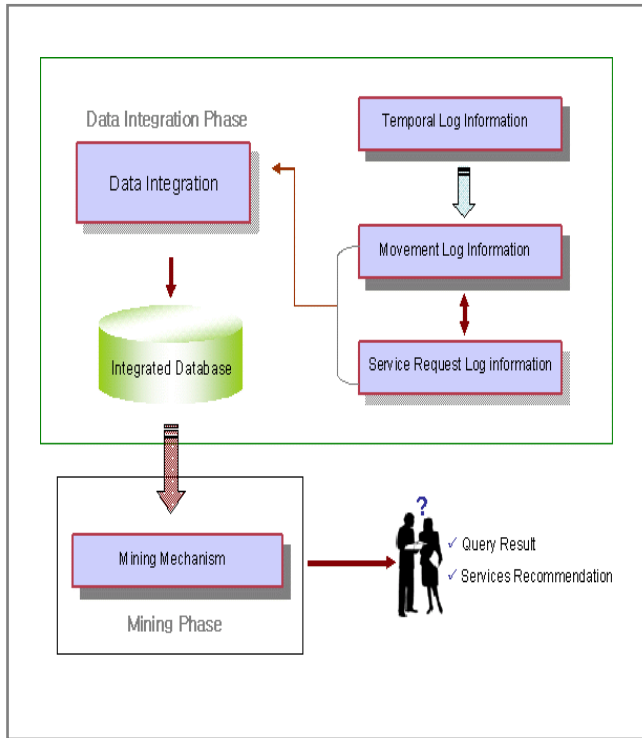 Data Integration Phase
Data Integration
Temporal Log Information
Movement Log Information
Service Request Log information
Integrated Database
Mining Mechanism
Mining Phase
?
✓ Query Result
✓ Services Recommendation